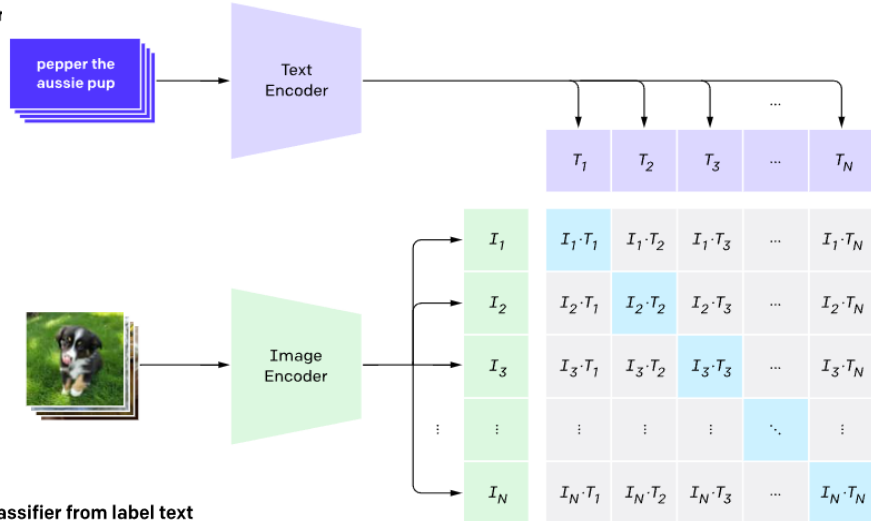 pepper the
aussie pup
Text
Encoder
...
T1 T2 T3 ... TN
I1 I1·T1 I1·T2 I1·T3 ... I1·TN
I2 I2·T1 I2·T2 I2·T3 ... I2·TN
Image
Encoder
I3 I3·T1 I3·T2 I3·T3 ... I3·TN
⋮ ⋮ ⋮ ⋮ ⋮ ⋱ ⋮
IN IN·T1 IN·T2 IN·T3 ... IN·TN
assifier from label text